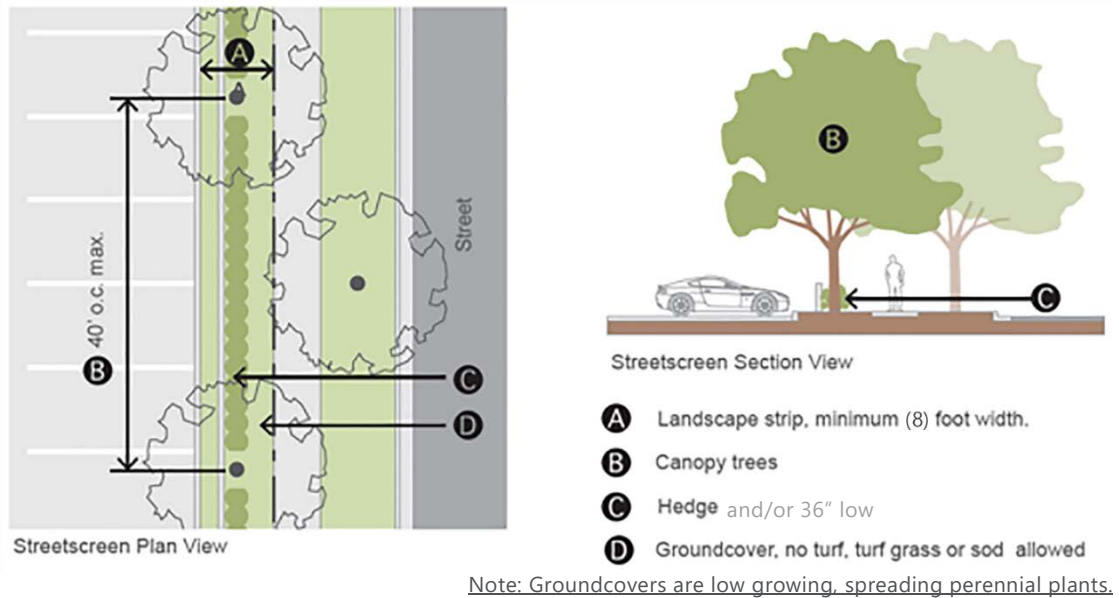 A
A
40' o.c. max.
B
Street
C
D
Streetscreen Plan View
B
C
Streetscreen Section View
A Landscape strip, minimum (8) foot width.
B Canopy trees
C Hedge and/or 36" low
D Groundcover, no turf, turf grass or sod allowed
Note: Groundcovers are low growing, spreading perennial plants.